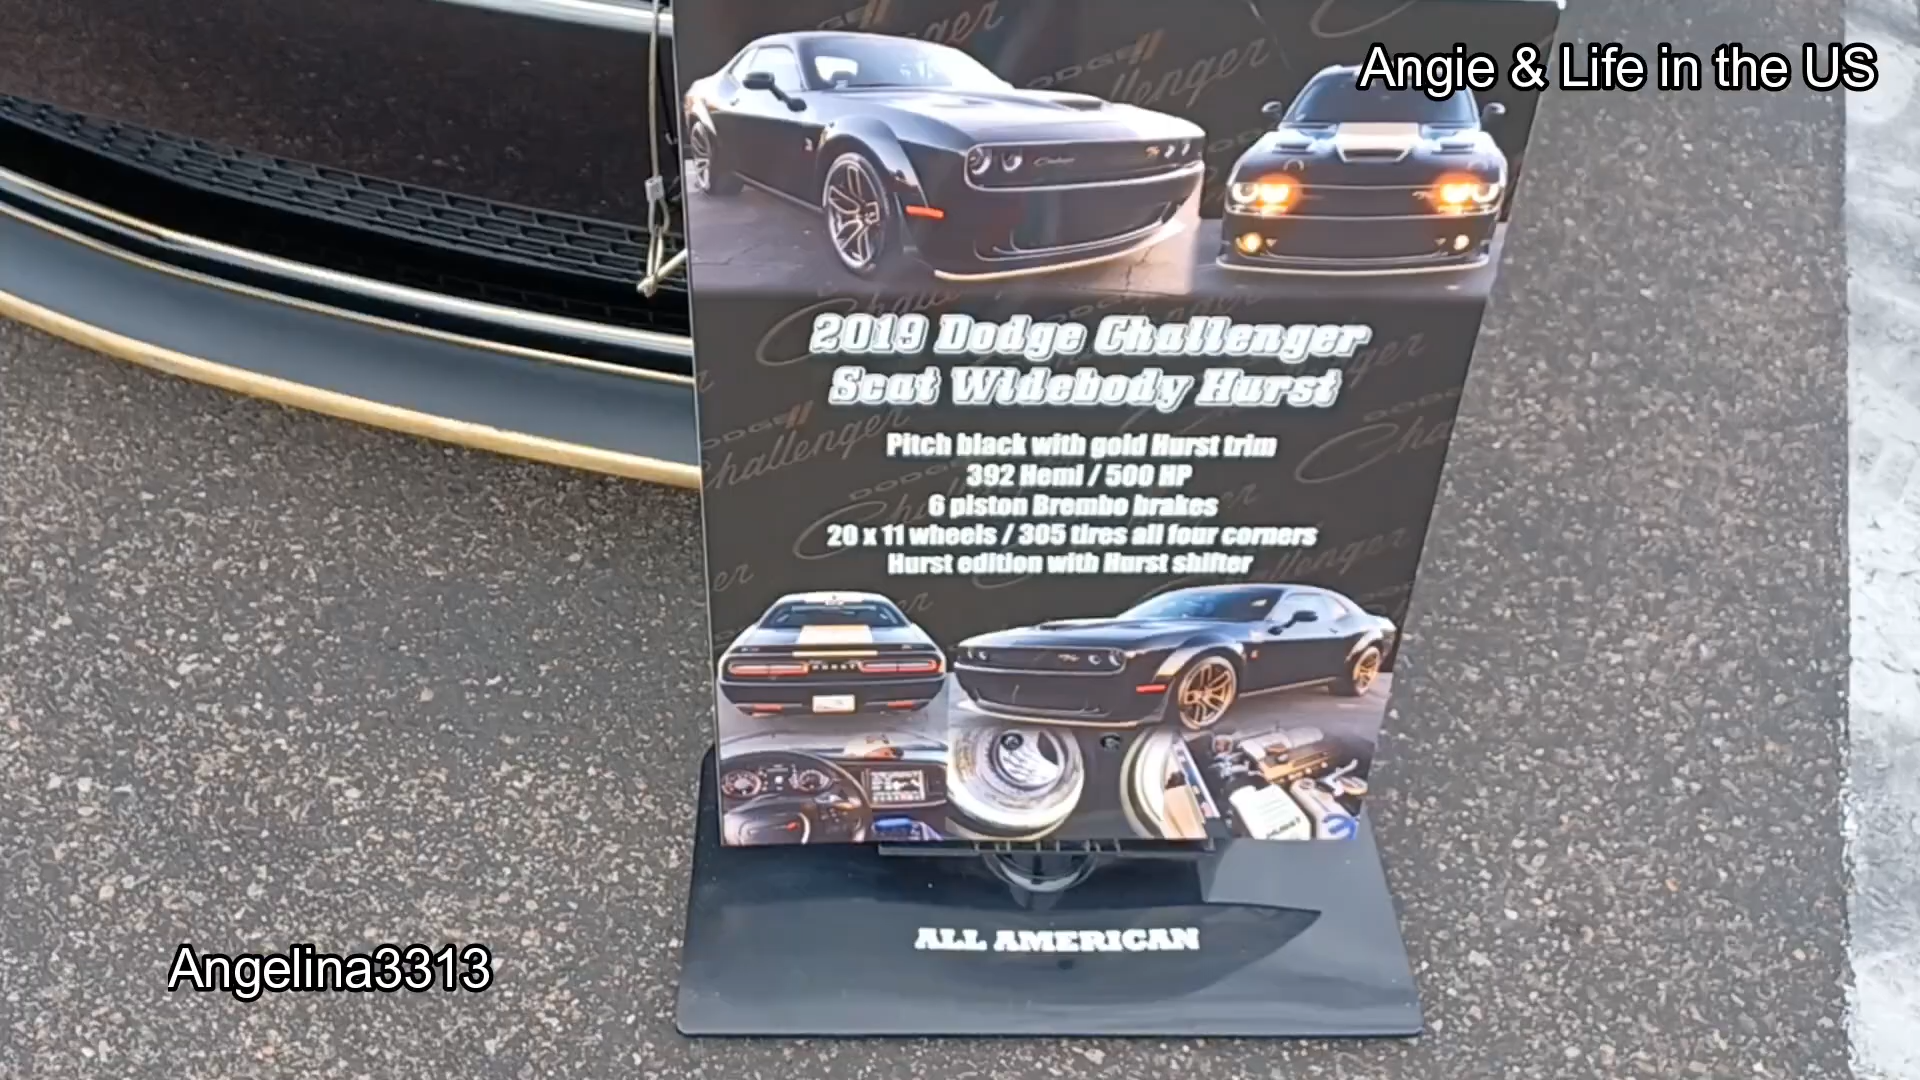 Angie & Life in the US
2019 Dodge Challenger
Scat Widebody Hurst
Pitch black with gold Hurst trim
392 Hemi / 500 HP
6 piston Brembo brakes
20 x 11 wheels / 305 tires all four corners
Hurst edition with Hurst shifter
ALL AMERICAN
Angelina3313